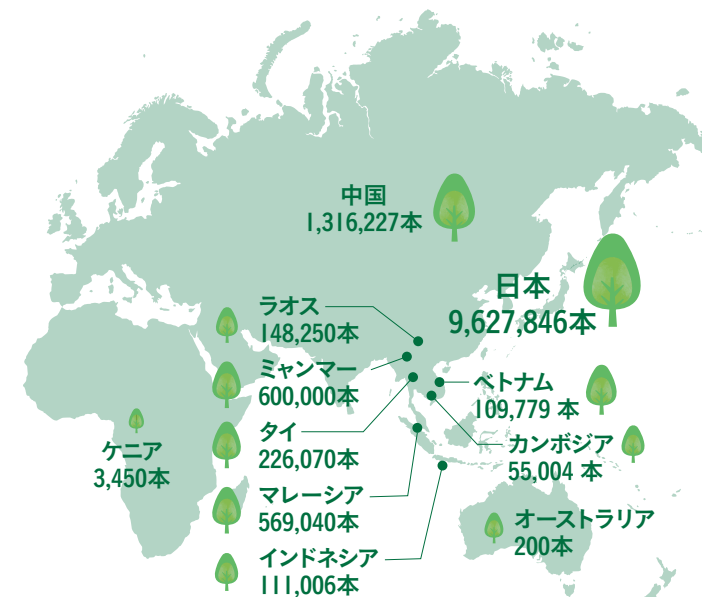 中国
1,316,227本
日本
9,627,846本
ラオス
148,250本
ミャンマー
600,000本
タイ
226,070本
マレーシア
569,040本
インドネシア
111,006本
ベトナム
109,779 本
カンボジア
55,004 本
オーストラリア
200本
ケニア
3,450本